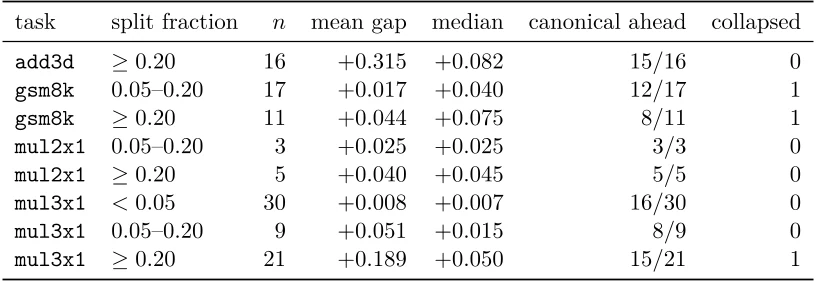 task split fraction n mean gap median canonical ahead collapsed
add3d ≥ 0.20 16 +0.315 +0.082 15/16 0
gsm8k 0.05–0.20 17 +0.017 +0.040 12/17 1
gsm8k ≥ 0.20 11 +0.044 +0.075 8/11 1
mul2x1 0.05–0.20 3 +0.025 +0.025 3/3 0
mul2x1 ≥ 0.20 5 +0.040 +0.045 5/5 0
mul3x1 < 0.05 30 +0.008 +0.007 16/30 0
mul3x1 0.05–0.20 9 +0.051 +0.015 8/9 0
mul3x1 ≥ 0.20 21 +0.189 +0.050 15/21 1